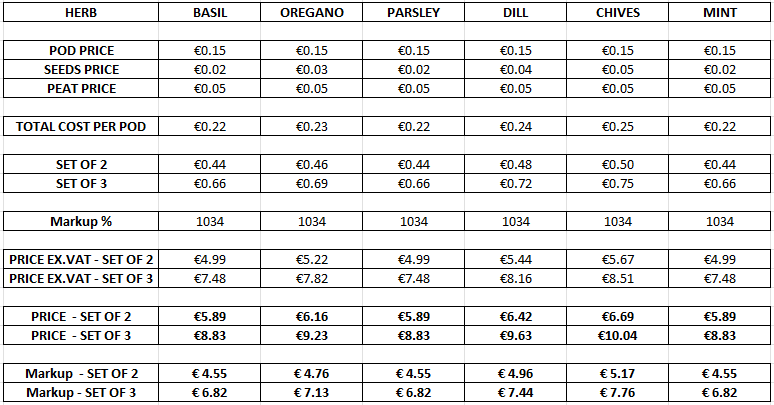 HERB BASIL OREGANO PARSLEY DILL CHIVES MINT
POD PRICE €0.15 €0.15 €0.15 €0.15 €0.15 €0.15
SEEDS PRICE €0.02 €0.03 €0.02 €0.04 €0.05 €0.02
PEAT PRICE €0.05 €0.05 €0.05 €0.05 €0.05 €0.05
TOTAL COST PER POD €0.22 €0.23 €0.22 €0.24 €0.25 €0.22
SET OF 2 €0.44 €0.46 €0.44 €0.48 €0.50 €0.44
SET OF 3 €0.66 €0.69 €0.66 €0.72 €0.75 €0.66
Markup % 1034 1034 1034 1034 1034 1034
PRICE EX.VAT - SET OF 2 €4.99 €5.22 €4.99 €5.44 €5.67 €4.99
PRICE EX.VAT - SET OF 3 €7.48 €7.82 €7.48 €8.16 €8.51 €7.48
PRICE - SET OF 2 €5.89 €6.16 €5.89 €6.42 €6.69 €5.89
PRICE - SET OF 3 €8.83 €9.23 €8.83 €9.63 €10.04 €8.83
Markup - SET OF 2 € 4.55 € 4.76 € 4.55 € 4.96 € 5.17 € 4.55
Markup - SET OF 3 € 6.82 € 7.13 € 6.82 € 7.44 € 7.76 € 6.82